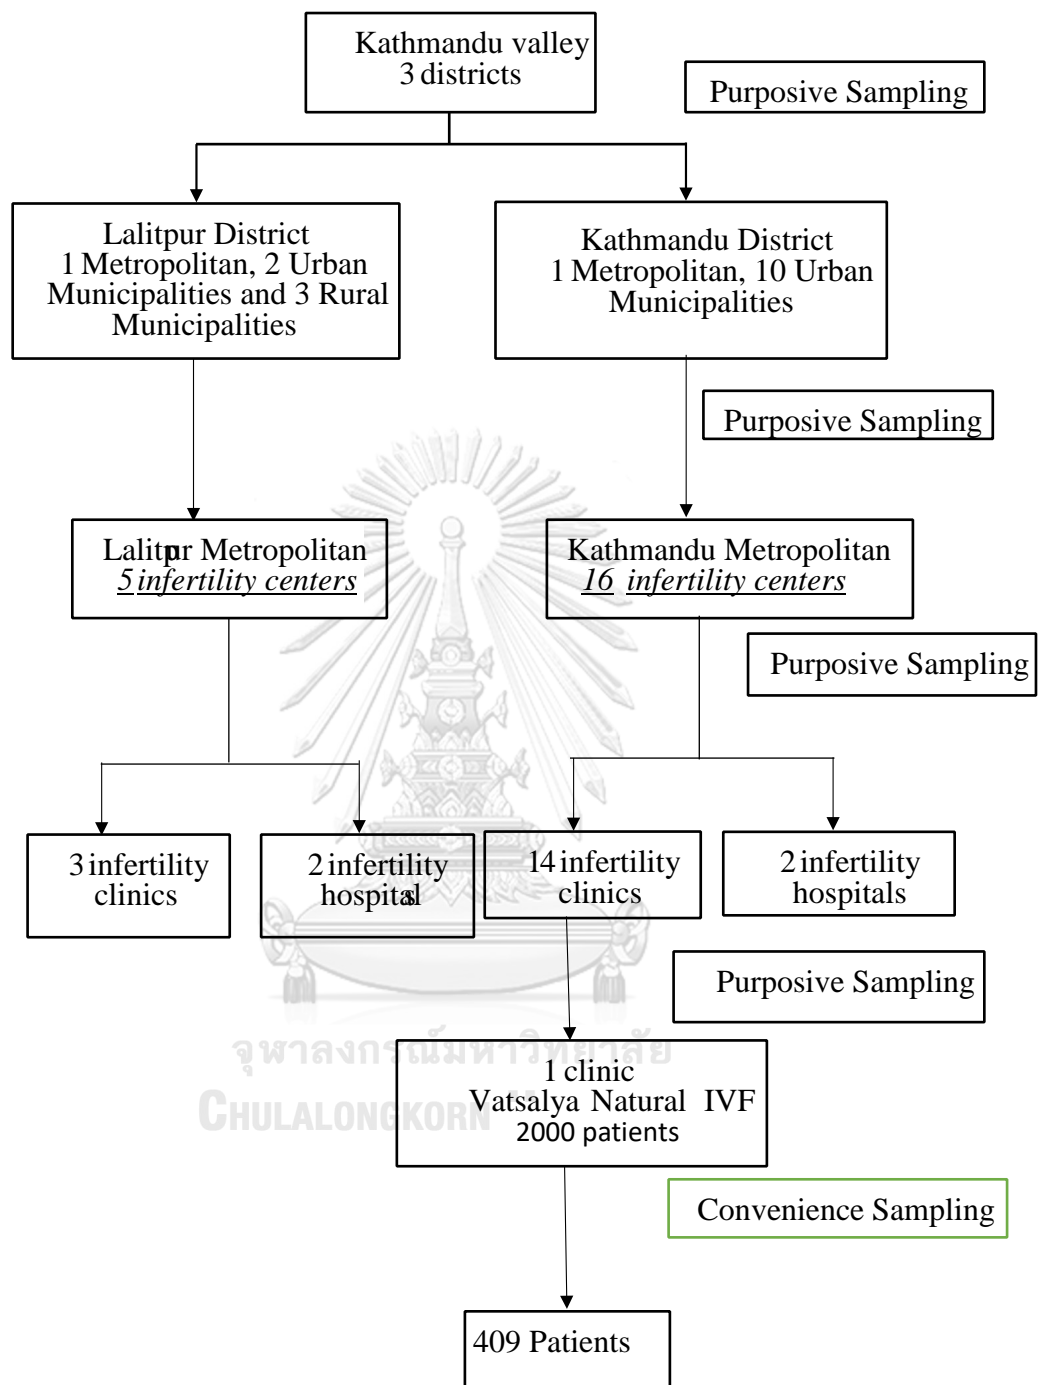 Kathmandu valley
3 districts
Purposive Sampling
Lalitpur District
1 Metropolitan, 2 Urban
Municipalities and 3 Rural
Municipalities
Kathmandu District
1 Metropolitan, 10 Urban
Municipalities
Purposive Sampling
Lalitpur Metropolitan
5 infertility centers
Kathmandu Metropolitan
16 infertility centers
Purposive Sampling
3 infertility
clinics
2 infertility
hospitals
14 infertility
clinics
2 infertility
hospitals
Purposive Sampling
จุฬาลงกรณ์มหาวิทยาลัย
CHULALONGKORN
1 clinic
Vatsalya Natural IVF
2000 patients
Convenience Sampling
409 Patients